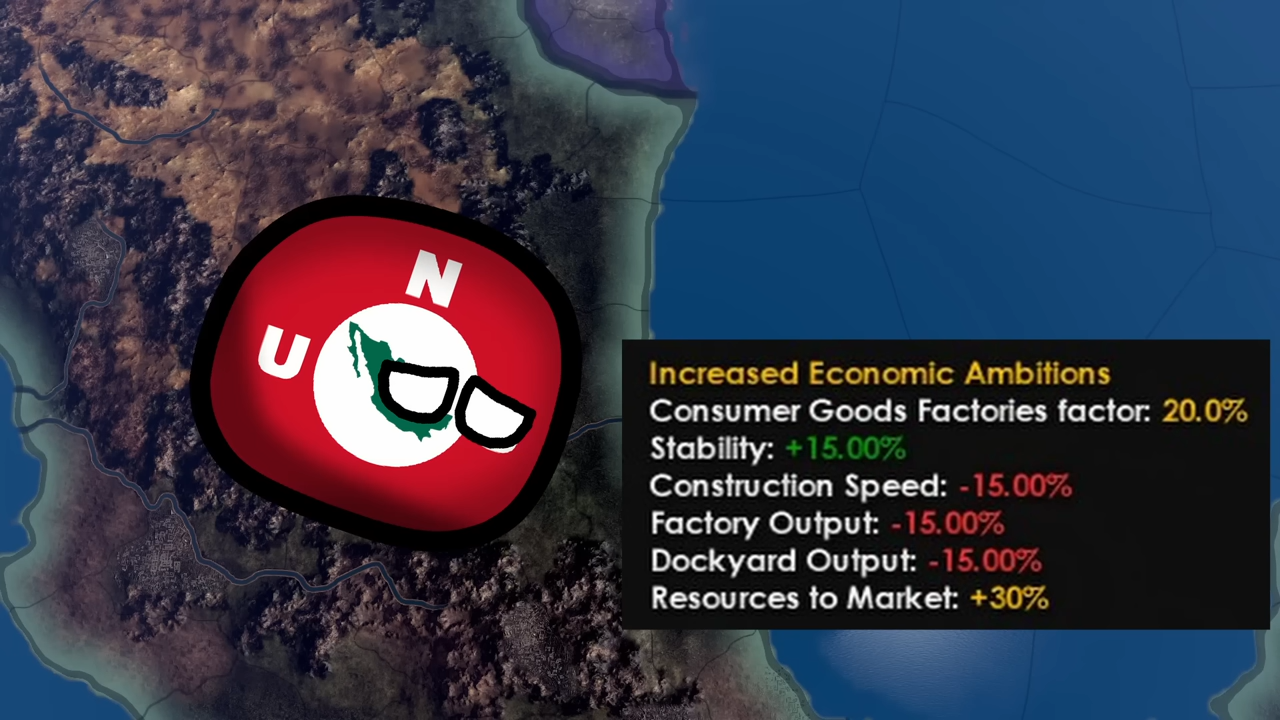 N
U
Increased Economic Ambitions
Consumer Goods Factories factor: 20.0%
Stability: +15.00%
Construction Speed: -15.00%
Factory Output: -15.00%
Dockyard Output: -15.00%
Resources to Market: +30%